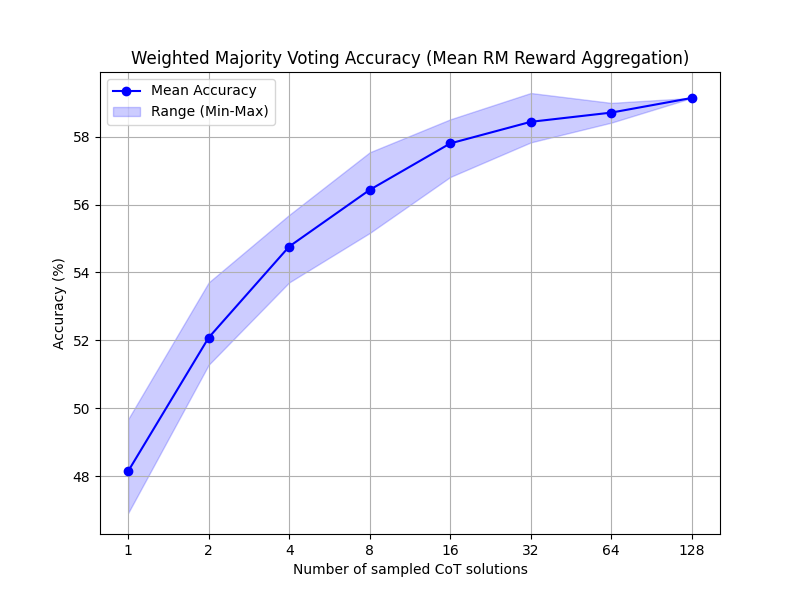 Weighted Majority Voting Accuracy (Mean RM Reward Aggregation)
Mean Accuracy
Range (Min-Max)
Accuracy (%)
58
56
54
52
50
48
1 2 4 8 16 32 64 128
Number of sampled CoT solutions